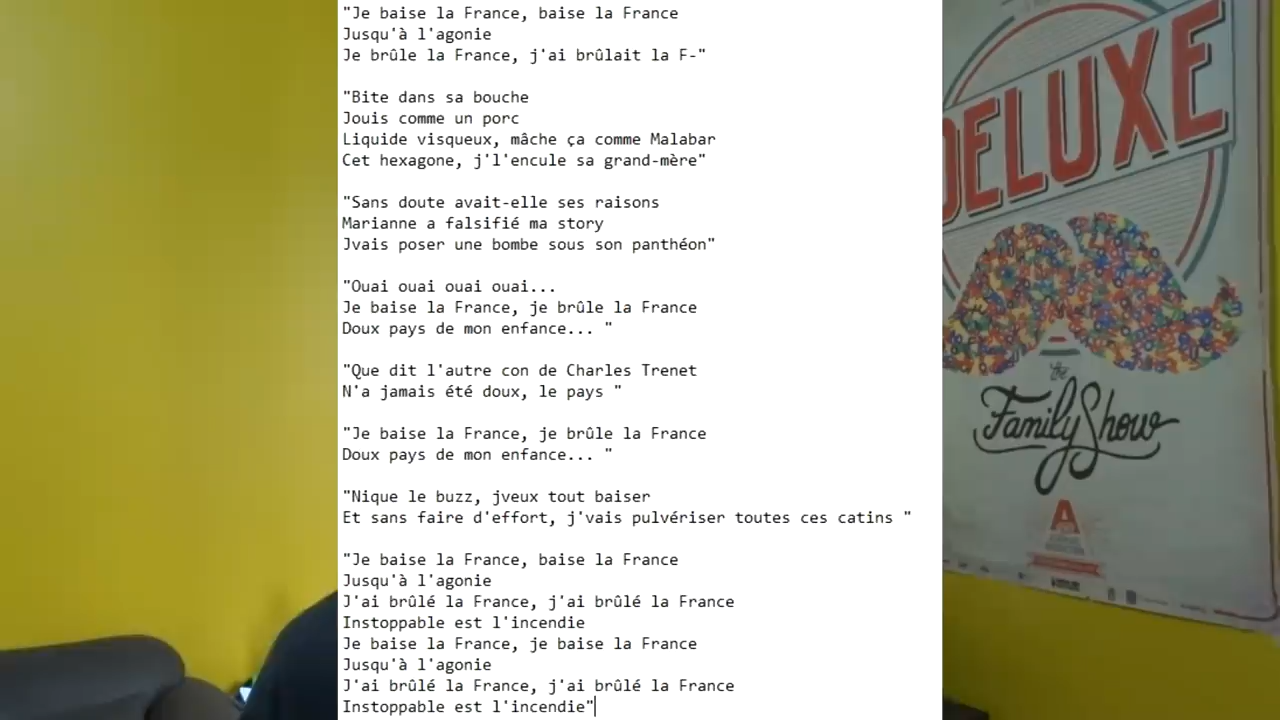 "Je baise la France, baise la France
Jusqu'à l'agonie
Je brûle la France, j'ai brûlait la F-"
"Bite dans sa bouche
Jouis comme un porc
Liquide visqueux, mâche ça comme Malabar
Cet hexagone, j'l'encule sa grand-mère"
"Sans doute avait-elle ses raisons
Marianne a falsifié ma story
Jvais poser une bombe sous son panthéon"
"Ouai ouai ouai ouai...
Je baise la France, je brûle la France
Doux pays de mon enfance... "
"Que dit l'autre con de Charles Trenet
N'a jamais été doux, le pays "
"Je baise la France, je brûle la France
Doux pays de mon enfance... "
"Nique le buzz, jveux tout baiser
Et sans faire d'effort, j'vais pulvériser toutes ces catins "
"Je baise la France, baise la France
Jusqu'à l'agonie
J'ai brûlé la France, j'ai brûlé la France
Instoppable est l'incendie
Je baise la France, je baise la France
Jusqu'à l'agonie
J'ai brûlé la France, j'ai brûlé la France
Instoppable est l'incendie"
DELUXE
the
Family Show
A